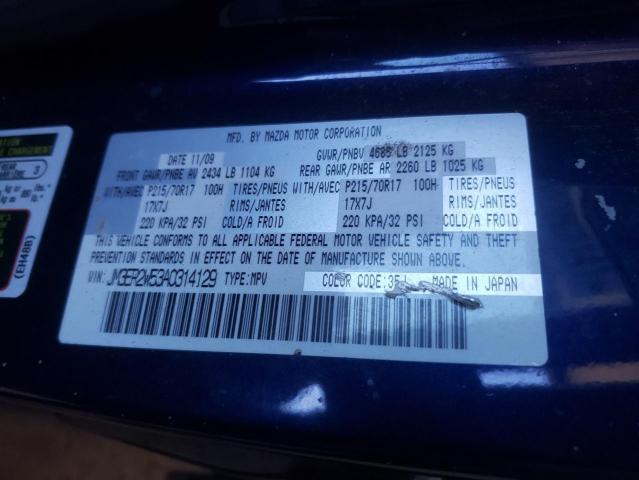 MFD. BY MAZDA MOTOR CORPORATION
DATE 11/09 GVWR/PNBV 4685 LB 2125 KG
FRONT GAWR/PNBE AV 2434 LB 1104 KG REAR GAWR/PNBE AR 2260 LB 1025 KG
WITH/AVEC P215/70R17 100H TIRES/PNEUS WITH/AVEC P215/70R17 100H TIRES/PNEUS
17X7J RIMS/JANTES 17X7J RIMS/JANTES
220 KPA/32 PSI COLD/A FROID 220 KPA/32 PSI COLD/A FROID
THIS VEHICLE CONFORMS TO ALL APPLICABLE FEDERAL MOTOR VEHICLE SAFETY AND THEFT
PREVENTION STANDARDS IN EFFECT ON THE DATE OF MANUFACTURE SHOWN ABOVE.
VIN: JM3ER2W53A0314129 TYPE:MPV COLOR CODE:35J MADE IN JAPAN
3
lbs.
(EH48B)